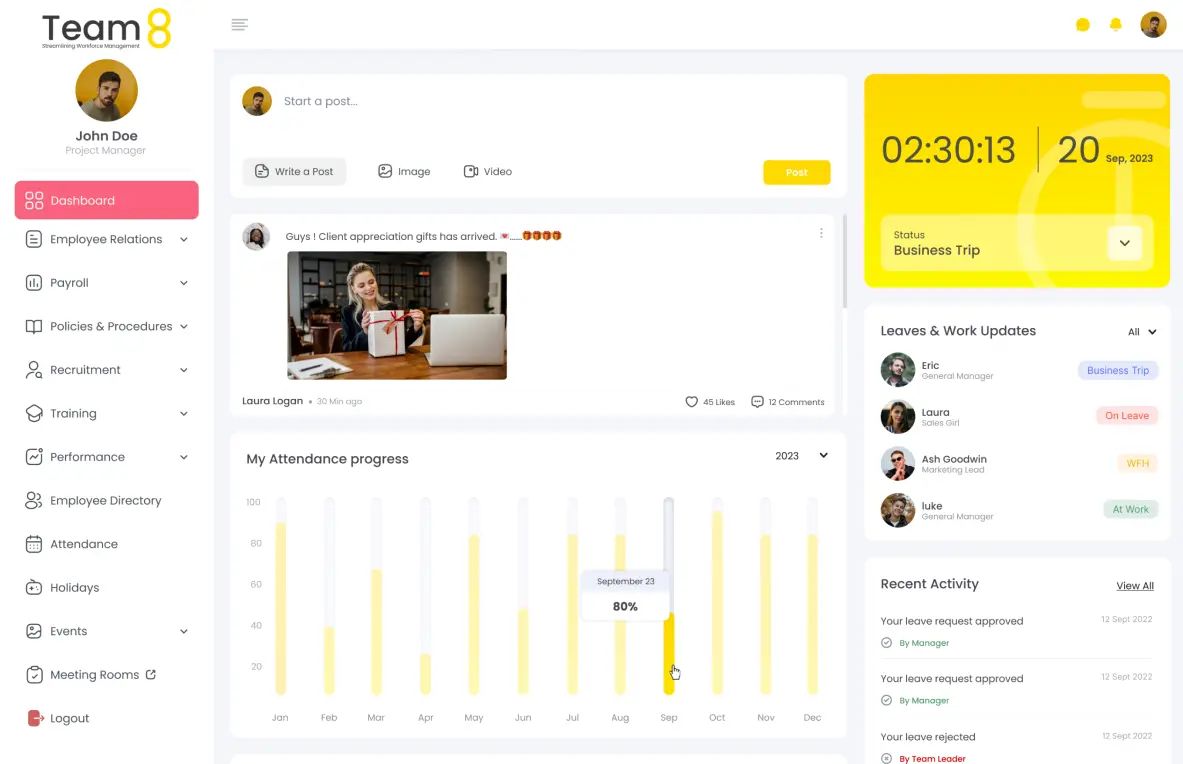 Team 8
Streamlining Workforce Management
John Doe
Project Manager
Dashboard
Employee Relations
Payroll
Policies & Procedures
Recruitment
Training
Performance
Employee Directory
Attendance
Holidays
Events
Meeting Rooms
Logout
Start a post...
Write a Post
Image
Video
Post
Guys ! Client appreciation gifts has arrived. 💌......🎁🎁🎁🎁
Laura Logan • 30 Min ago
45 Likes
12 Comments
My Attendance progress
2023
100
80
60
40
20
September 23
80%
Jan Feb Mar Apr May Jun Jul Aug Sep Oct Nov Dec
02:30:13
20 Sep, 2023
Status
Business Trip
Leaves & Work Updates
All
Eric
General Manager
Business Trip
Laura
Sales Girl
On Leave
Ash Goodwin
Marketing Lead
WFH
luke
General Manager
At Work
Recent Activity
View All
Your leave request approved
12 Sept 2022
By Manager
Your leave request approved
12 Sept 2022
By Manager
Your leave rejected
12 Sept 2022
By Team Leader